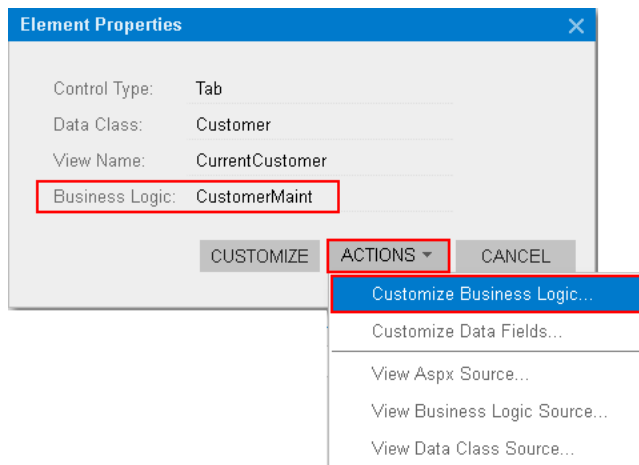 Element Properties
Control Type: Tab
Data Class: Customer
View Name: CurrentCustomer
Business Logic: CustomerMaint
CUSTOMIZE ACTIONS CANCEL
Customize Business Logic...
Customize Data Fields...
View Aspx Source...
View Business Logic Source...
View Data Class Source...